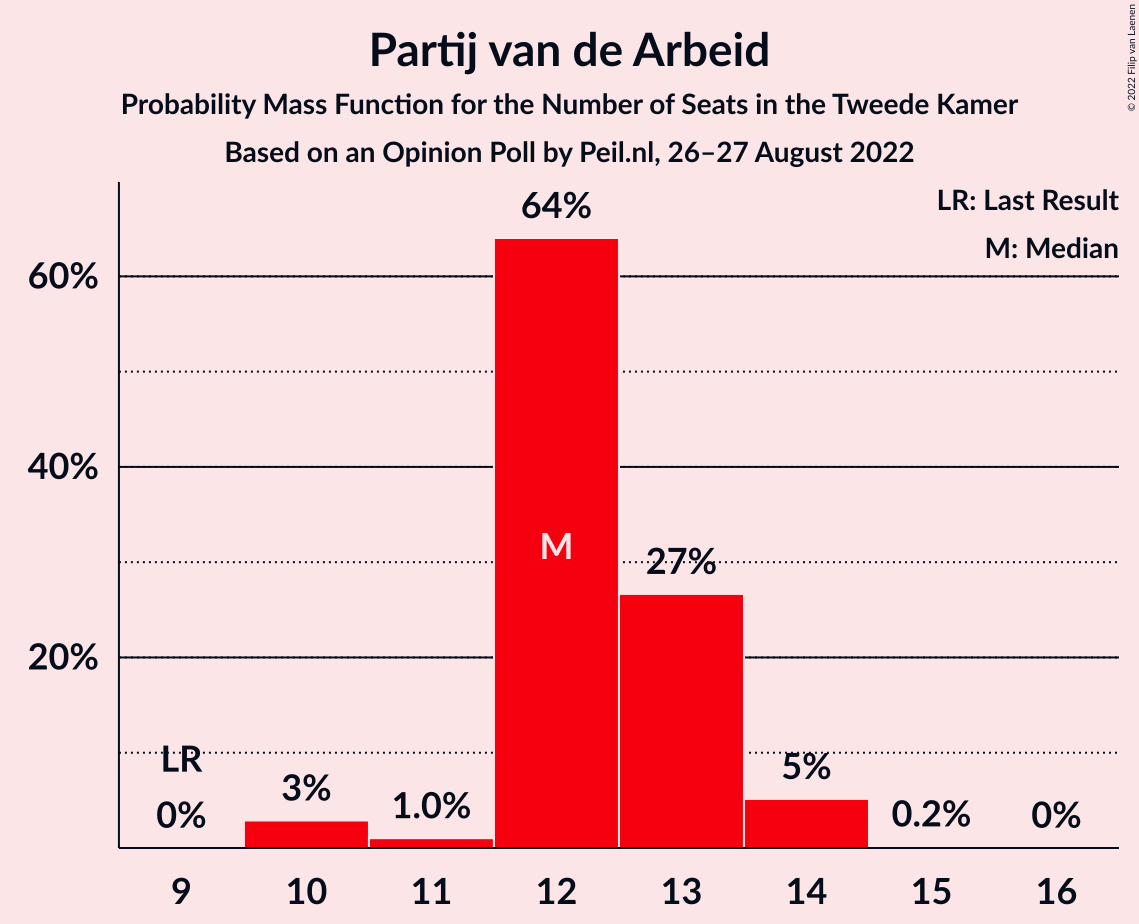 Partij van de Arbeid
Probability Mass Function for the Number of Seats in the Tweede Kamer
Based on an Opinion Poll by Peil.nl, 26–27 August 2022
© 2022 Filip van Laenen
LR: Last Result
M: Median
60%
40%
20%
LR
0%
3%
1.0%
64%
M
27%
5%
0.2%
0%
9 10 11 12 13 14 15 16